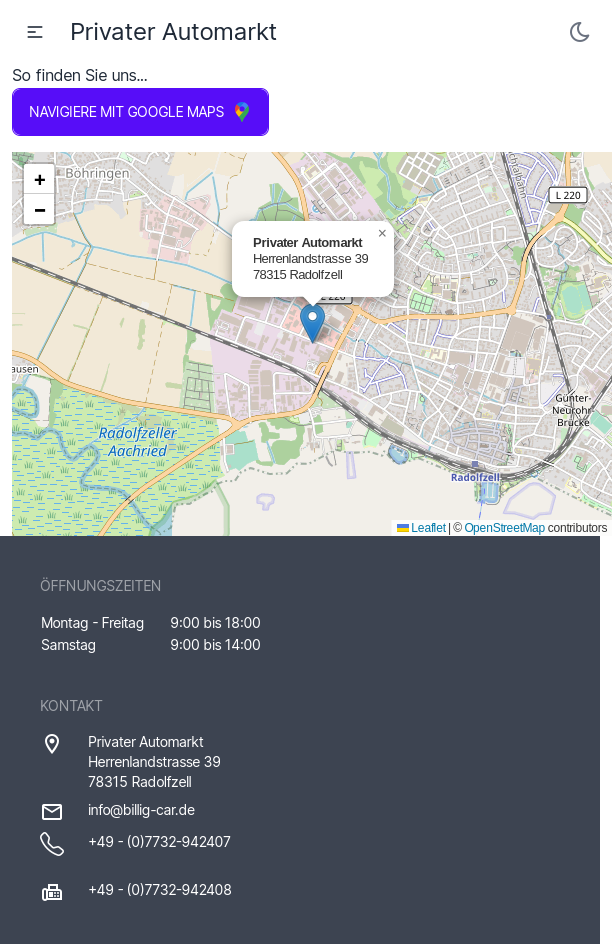 Privater Automarkt
So finden Sie uns...
NAVIGIERE MIT GOOGLE MAPS
+
−
Böhringen
L 220
×
Privater Automarkt
Herrenlandstrasse 39
78315 Radolfzell
L 220
ausen
Radolfzeller
Aachried
Günter-
Neurohr-
Brücke
Radolfzell
Leaflet | © OpenStreetMap contributors
ÖFFNUNGSZEITEN
Montag - Freitag 9:00 bis 18:00
Samstag 9:00 bis 14:00
KONTAKT
Privater Automarkt
Herrenlandstrasse 39
78315 Radolfzell
info@billig-car.de
+49 - (0)7732-942407
+49 - (0)7732-942408